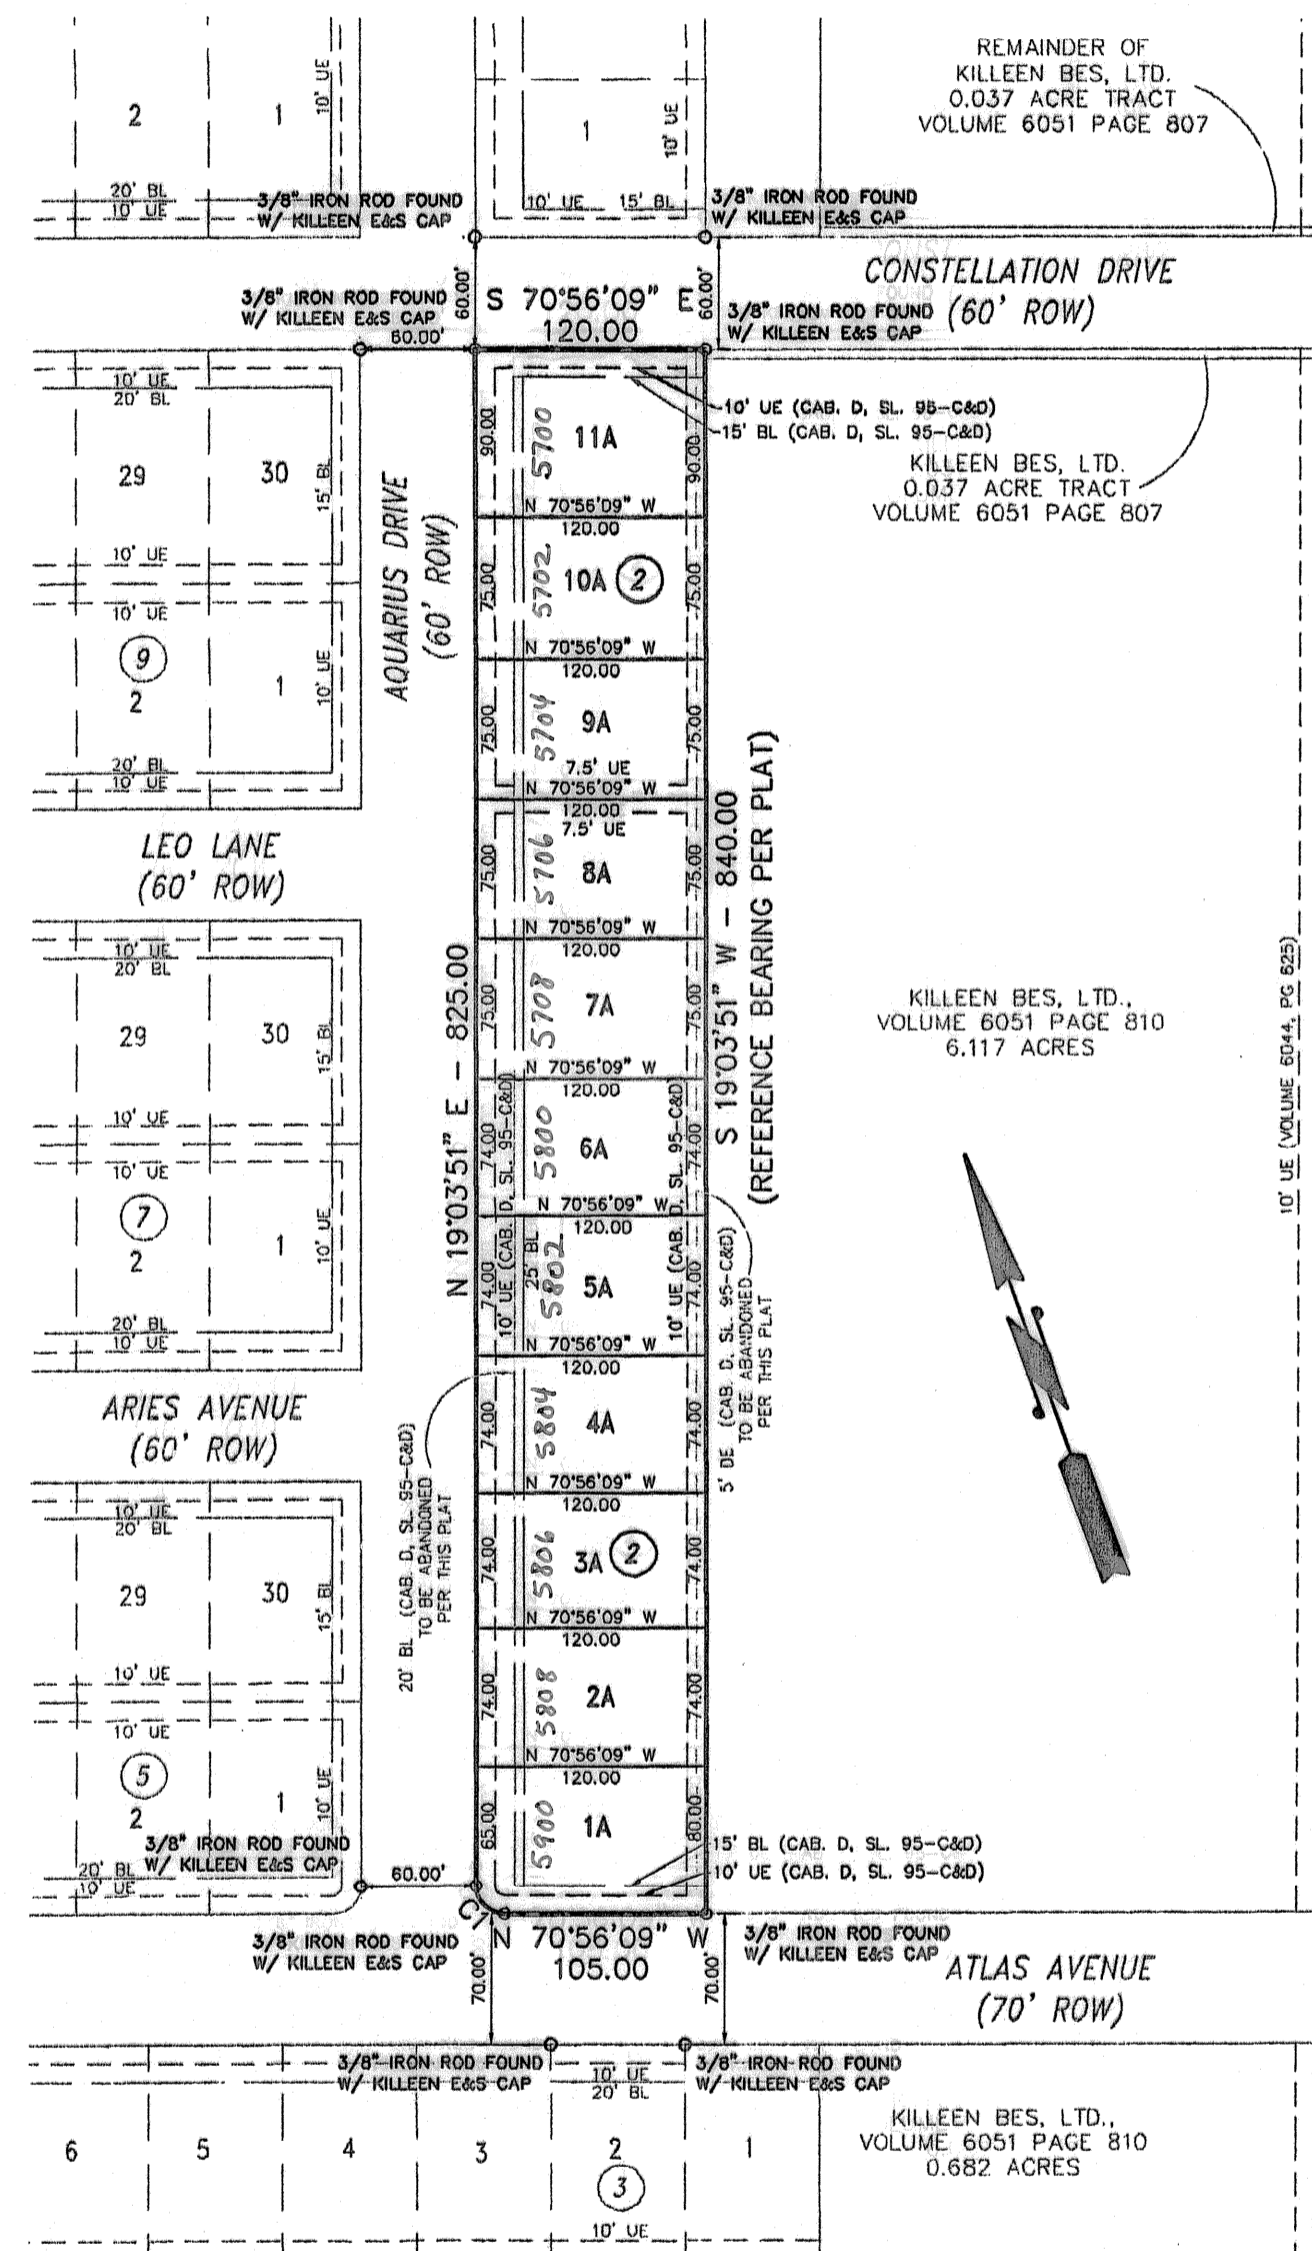 REMAINDER OF
KILLEEN BES, LTD.
0.037 ACRE TRACT
VOLUME 6051 PAGE 807
2
1
10' UE
1
10' UE
20' BL
10' UE
3/8" IRON ROD FOUND
W/ KILLEEN E&S CAP
10' UE
15' BL
3/8" IRON ROD FOUND
W/ KILLEEN E&S CAP
CONSTELLATION DRIVE
(60' ROW)
3/8" IRON ROD FOUND
W/ KILLEEN E&S CAP
60.00'
60.00'
S 70°56'09" E
120.00
60.00'
3/8" IRON ROD FOUND
W/ KILLEEN E&S CAP
10' UE
20' BL
29
30
15' BL
10' UE
10' UE
9
2
1
10' UE
20' BL
10' UE
AQUARIUS DRIVE
(60' ROW)
90.00
5700
11A
90.00
10' UE (CAB. D, SL. 95-C&D)
15' BL (CAB. D, SL. 95-C&D)
KILLEEN BES, LTD.
0.037 ACRE TRACT
VOLUME 6051 PAGE 807
N 70°56'09" W
120.00
75.00
5702
10A
2
75.00
N 70°56'09" W
120.00
75.00
5704
9A
75.00
7.5' UE
N 70°56'09" W
120.00
7.5' UE
LEO LANE
(60' ROW)
75.00
5706
8A
75.00
N 70°56'09" W
120.00
S 19°03'51" W - 840.00
(REFERENCE BEARING PER PLAT)
N 19°03'51" E - 825.00
10' UE
20' BL
29
30
15' BL
10' UE
10' UE
7
2
1
10' UE
20' BL
10' UE
75.00
5708
7A
75.00
N 70°56'09" W
120.00
KILLEEN BES, LTD.,
VOLUME 6051 PAGE 810
6.117 ACRES
10' UE (VOLUME 6044, PG 625)
74.00
10' UE (CAB. D, SL. 95-C&D)
5800
6A
10' UE (CAB. D, SL. 95-C&D)
74.00
N 70°56'09" W
120.00
74.00
25' BL
5802
5A
74.00
N 70°56'09" W
120.00
5' DE (CAB. D, SL. 95-C&D)
TO BE ABANDONED
PER THIS PLAT
ARIES AVENUE
(60' ROW)
20' BL (CAB. D, SL. 95-C&D)
TO BE ABANDONED
PER THIS PLAT
74.00
5804
4A
74.00
N 70°56'09" W
120.00
10' UE
20' BL
29
30
15' BL
10' UE
10' UE
5
2
1
10' UE
74.00
5806
3A
2
74.00
N 70°56'09" W
120.00
74.00
5808
2A
74.00
N 70°56'09" W
120.00
65.00
5900
1A
80.00
15' BL (CAB. D, SL. 95-C&D)
10' UE (CAB. D, SL. 95-C&D)
3/8" IRON ROD FOUND
W/ KILLEEN E&S CAP
20' BL
10' UE
60.00'
C1
3/8" IRON ROD FOUND
W/ KILLEEN E&S CAP
70.00'
N 70°56'09" W
105.00
70.00'
3/8" IRON ROD FOUND
W/ KILLEEN E&S CAP
ATLAS AVENUE
(70' ROW)
3/8" IRON ROD FOUND
W/ KILLEEN E&S CAP
10' UE
20' BL
3/8" IRON ROD FOUND
W/ KILLEEN E&S CAP
6
5
4
3
2
1
3
10' UE
KILLEEN BES, LTD.,
VOLUME 6051 PAGE 810
0.682 ACRES